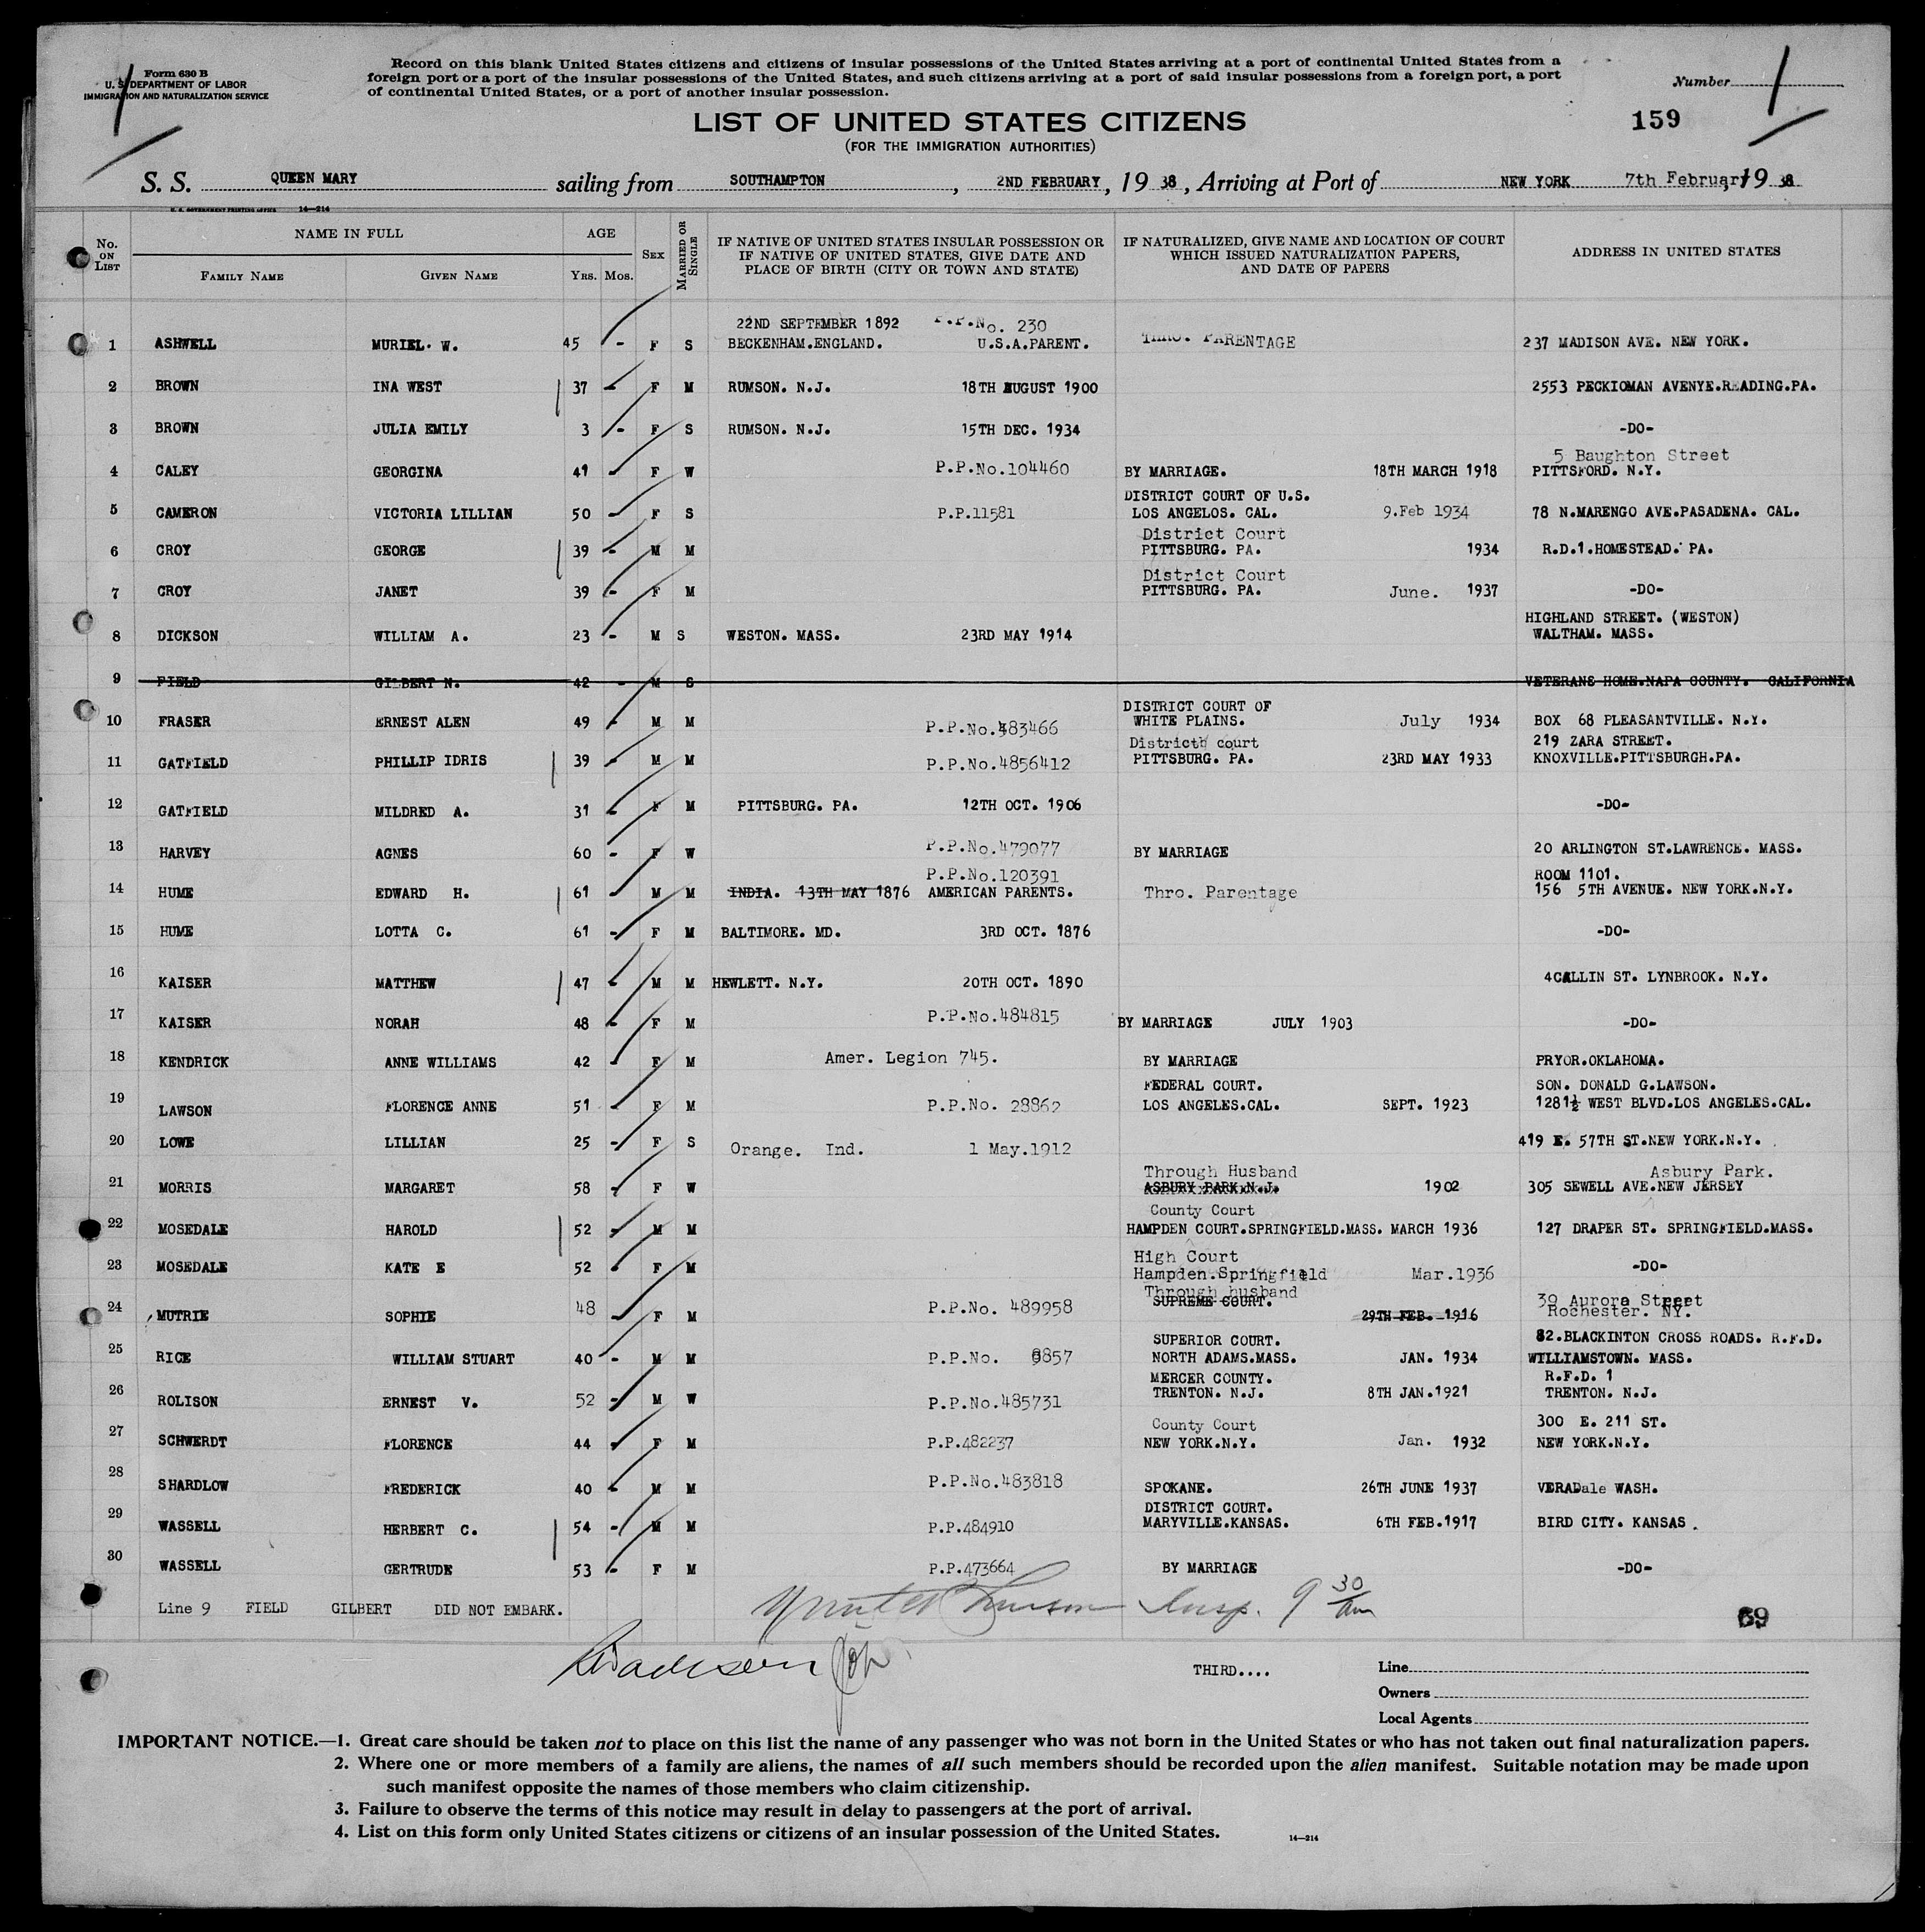 Form 630 B
U. S. DEPARTMENT OF LABOR
IMMIGRATION AND NATURALIZATION SERVICE
Record on this blank United States citizens and citizens of insular possessions of the United States arriving at a port of continental United States from a
foreign port or a port of the insular possessions of the United States, and such citizens arriving at a port of said insular possessions from a foreign port, a port
of continental United States, or a port of another insular possession.
Number 1
159
LIST OF UNITED STATES CITIZENS
(FOR THE IMMIGRATION AUTHORITIES)
S. S. QUEEN MARY sailing from SOUTHAMPTON, 2ND FEBRUARY, 19 38, Arriving at Port of NEW YORK 7th February, 19 38
U. S. GOVERNMENT PRINTING OFFICE 14—214
No. ON LIST NAME IN FULL FAMILY NAME GIVEN NAME AGE YRS. MOS. SEX MARRIED OR SINGLE IF NATIVE OF UNITED STATES INSULAR POSSESSION OR IF NATIVE OF UNITED STATES, GIVE DATE AND PLACE OF BIRTH (CITY OR TOWN AND STATE) IF NATURALIZED, GIVE NAME AND LOCATION OF COURT WHICH ISSUED NATURALIZATION PAPERS, AND DATE OF PAPERS ADDRESS IN UNITED STATES
22ND SEPTEMBER 1892 P.P.No. 230
1 ASHWELL MURIEL. W. 45 - F S BECKENHAM.ENGLAND. U.S.A.PARENT. THRO. PARENTAGE 237 MADISON AVE. NEW YORK.
2 BROWN INA WEST 37 - F M RUMSON. N.J. 18TH AUGUST 1900 2553 PECKIOMAN AVENYE.READING.PA.
3 BROWN JULIA EMILY 3 - F S RUMSON. N.J. 15TH DEC. 1934 -DO-
5 Baughton Street
4 CALEY GEORGINA 41 - F W P.P.No.104460 BY MARRIAGE. 18TH MARCH 1918 PITTSFORD. N.Y.
DISTRICT COURT OF U.S.
5 CAMERON VICTORIA LILLIAN 50 - F S P.P.11581 LOS ANGELOS. CAL. 9.Feb 1934 78 N.MARENGO AVE.PASADENA. CAL.
District Court
6 CROY GEORGE 39 - M M PITTSBURG. PA. 1934 R.D.1.HOMESTEAD. PA.
District Court
7 CROY JANET 39 - F M PITTSBURG. PA. June. 1937 -DO-
HIGHLAND STREET. (WESTON)
8 DICKSON WILLIAM A. 23 - M S WESTON. MASS. 23RD MAY 1914 WALTHAM. MASS.
9 FIELD GILBERT N. 42 - M S VETERANS HOME.NAPA COUNTY. CALIFORNIA
DISTRICT COURT OF
10 FRASER ERNEST ALEN 49 - M M P.P.No.483466 WHITE PLAINS. July 1934 BOX 68 PLEASANTVILLE. N.Y.
District court 219 ZARA STREET.
11 GATFIELD PHILLIP IDRIS 39 - M M P.P.No.4856412 PITTSBURG. PA. 23RD MAY 1933 KNOXVILLE.PITTSBURGH.PA.
12 GATFIELD MILDRED A. 31 - F M PITTSBURG. PA. 12TH OCT. 1906 -DO-
13 HARVEY AGNES 60 - F W P.P.No.479077 BY MARRIAGE 20 ARLINGTON ST.LAWRENCE. MASS.
P.P.No.120391 ROOM 1101.
14 HUME EDWARD H. 61 - M M INDIA. 13TH MAY 1876 AMERICAN PARENTS. Thro. Parentage 156 5TH AVENUE. NEW YORK.N.Y.
15 HUME LOTTA C. 61 - F M BALTIMORE. MD. 3RD OCT. 1876 -DO-
16 KAISER MATTHEW 47 - M M HEWLETT. N.Y. 20TH OCT. 1890 4CALLIN ST. LYNBROOK. N.Y.
17 KAISER NORAH 48 - F M P.P.No.484815 BY MARRIAGE JULY 1903 -DO-
18 KENDRICK ANNE WILLIAMS 42 - F M Amer. Legion 745. BY MARRIAGE PRYOR.OKLAHOMA.
FEDERAL COURT. SON. DONALD G.LAWSON.
19 LAWSON FLORENCE ANNE 51 - F M P.P.No. 28862 LOS ANGELES.CAL. SEPT. 1923 1281½ WEST BLVD.LOS ANGELES.CAL.
20 LOWE LILLIAN 25 - F S Orange. Ind. 1 May.1912 419 E. 57TH ST.NEW YORK.N.Y.
Through Husband Asbury Park.
21 MORRIS MARGARET 58 - F W ASBURY PARK.N.J. 1902 305 SEWELL AVE.NEW JERSEY
County Court
22 MOSEDALE HAROLD 52 - M M HAMPDEN COURT.SPRINGFIELD.MASS. MARCH 1936 127 DRAPER ST. SPRINGFIELD.MASS.
High Court
23 MOSEDALE KATE E 52 - F M Hampden.Springfield Mar.1936 -DO-
Through husband 39 Aurora Street
24 MUTRIE SOPHIE 48 - F M P.P.No. 489958 SUPREME COURT. 29TH FEB. 1916 Rochester. NY.
SUPERIOR COURT. 82.BLACKINTON CROSS ROADS. R.F.D.
25 RICE WILLIAM STUART 40 - M M P.P.No. 9857 NORTH ADAMS.MASS. JAN. 1934 WILLIAMSTOWN. MASS.
MERCER COUNTY. R.F.D. 1
26 ROLISON ERNEST V. 52 - M W P.P.No.485731 TRENTON. N.J. 8TH JAN.1921 TRENTON. N.J.
County Court 300 E. 211 ST.
27 SCHWERDT FLORENCE 44 - F M P.P.482237 NEW YORK.N.Y. Jan. 1932 NEW YORK.N.Y.
28 SHARDLOW FREDERICK 40 - M M P.P.No.483818 SPOKANE. 26TH JUNE 1937 VERADale WASH.
DISTRICT COURT.
29 WASSELL HERBERT C. 54 - M M P.P.484910 MARYVILLE.KANSAS. 6TH FEB.1917 BIRD CITY. KANSAS.
30 WASSELL GERTRUDE 53 - F M P.P.473664 BY MARRIAGE -DO-
Line 9 FIELD GILBERT DID NOT EMBARK. Insp. 9 30 am
69
THIRD....
Line
Owners
Local Agents
IMPORTANT NOTICE.—1. Great care should be taken not to place on this list the name of any passenger who was not born in the United States or who has not taken out final naturalization papers.
2. Where one or more members of a family are aliens, the names of all such members should be recorded upon the alien manifest. Suitable notation may be made upon
such manifest opposite the names of those members who claim citizenship.
3. Failure to observe the terms of this notice may result in delay to passengers at the port of arrival.
4. List on this form only United States citizens or citizens of an insular possession of the United States.
14—214